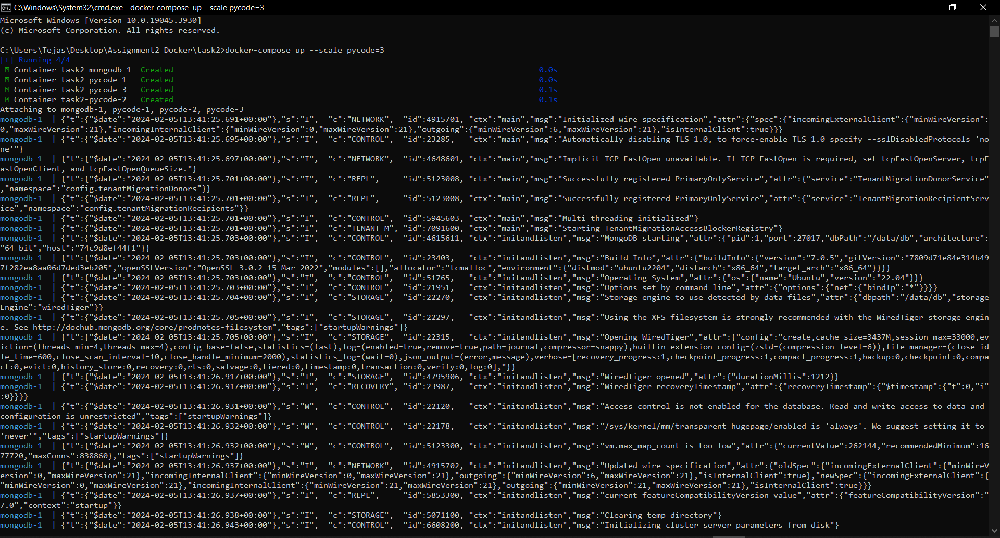 C:\Windows\System32\cmd.exe - docker-compose  up --scale pycode=3
Microsoft Windows [Version 10.0.19045.3930]
(c) Microsoft Corporation. All rights reserved.
C:\Users\Tejas\Desktop\Assignment2_Docker\task2>docker-compose up --scale pycode=3
[+] Running 4/4
Container task2-mongodb-1  Created 0.0s
Container task2-pycode-1   Created 0.0s
Container task2-pycode-3   Created 0.1s
Container task2-pycode-2   Created 0.1s
Attaching to mongodb-1, pycode-1, pycode-2, pycode-3
mongodb-1  | {"t":{"$date":"2024-02-05T13:41:25.691+00:00"},"s":"I",  "c":"NETWORK",  "id":4915701, "ctx":"main","msg":"Initialized wire specification","attr":{"spec":{"incomingExternalClient":{"minWireVersion":
0,"maxWireVersion":21},"incomingInternalClient":{"minWireVersion":0,"maxWireVersion":21},"outgoing":{"minWireVersion":6,"maxWireVersion":21},"isInternalClient":true}}}
mongodb-1  | {"t":{"$date":"2024-02-05T13:41:25.695+00:00"},"s":"I",  "c":"CONTROL",  "id":23285,   "ctx":"main","msg":"Automatically disabling TLS 1.0, to force-enable TLS 1.0 specify --sslDisabledProtocols 'no
ne'"}
mongodb-1  | {"t":{"$date":"2024-02-05T13:41:25.697+00:00"},"s":"I",  "c":"NETWORK",  "id":4648601, "ctx":"main","msg":"Implicit TCP FastOpen unavailable. If TCP FastOpen is required, set tcpFastOpenServer, tcpF
astOpenClient, and tcpFastOpenQueueSize."}
mongodb-1  | {"t":{"$date":"2024-02-05T13:41:25.701+00:00"},"s":"I",  "c":"REPL",     "id":5123008, "ctx":"main","msg":"Successfully registered PrimaryOnlyService","attr":{"service":"TenantMigrationDonorService"
,"namespace":"config.tenantMigrationDonors"}}
mongodb-1  | {"t":{"$date":"2024-02-05T13:41:25.701+00:00"},"s":"I",  "c":"REPL",     "id":5123008, "ctx":"main","msg":"Successfully registered PrimaryOnlyService","attr":{"service":"TenantMigrationRecipientServ
ice","namespace":"config.tenantMigrationRecipients"}}
mongodb-1  | {"t":{"$date":"2024-02-05T13:41:25.701+00:00"},"s":"I",  "c":"CONTROL",  "id":5945603, "ctx":"main","msg":"Multi threading initialized"}
mongodb-1  | {"t":{"$date":"2024-02-05T13:41:25.701+00:00"},"s":"I",  "c":"TENANT_M", "id":7091600, "ctx":"main","msg":"Starting TenantMigrationAccessBlockerRegistry"}
mongodb-1  | {"t":{"$date":"2024-02-05T13:41:25.703+00:00"},"s":"I",  "c":"CONTROL",  "id":4615611, "ctx":"initandlisten","msg":"MongoDB starting","attr":{"pid":1,"port":27017,"dbPath":"/data/db","architecture":
"64-bit","host":"74c9d8ef44f1"}}
mongodb-1  | {"t":{"$date":"2024-02-05T13:41:25.703+00:00"},"s":"I",  "c":"CONTROL",  "id":23403,   "ctx":"initandlisten","msg":"Build Info","attr":{"buildInfo":{"version":"7.0.5","gitVersion":"7809d71e84e314b49
7f282ea8aa06d7ded3eb205","openSSLVersion":"OpenSSL 3.0.2 15 Mar 2022","modules":[],"allocator":"tcmalloc","environment":{"distmod":"ubuntu2204","distarch":"x86_64","target_arch":"x86_64"}}}}
mongodb-1  | {"t":{"$date":"2024-02-05T13:41:25.703+00:00"},"s":"I",  "c":"CONTROL",  "id":51765,   "ctx":"initandlisten","msg":"Operating System","attr":{"os":{"name":"Ubuntu","version":"22.04"}}}
mongodb-1  | {"t":{"$date":"2024-02-05T13:41:25.703+00:00"},"s":"I",  "c":"CONTROL",  "id":21951,   "ctx":"initandlisten","msg":"Options set by command line","attr":{"options":{"net":{"bindIp":"*"}}}}
mongodb-1  | {"t":{"$date":"2024-02-05T13:41:25.704+00:00"},"s":"I",  "c":"STORAGE",  "id":22270,   "ctx":"initandlisten","msg":"Storage engine to use detected by data files","attr":{"dbpath":"/data/db","storage
Engine":"wiredTiger"}}
mongodb-1  | {"t":{"$date":"2024-02-05T13:41:25.705+00:00"},"s":"I",  "c":"STORAGE",  "id":22297,   "ctx":"initandlisten","msg":"Using the XFS filesystem is strongly recommended with the WiredTiger storage engin
e. See http://dochub.mongodb.org/core/prodnotes-filesystem","tags":["startupWarnings"]}
mongodb-1  | {"t":{"$date":"2024-02-05T13:41:25.705+00:00"},"s":"I",  "c":"STORAGE",  "id":22315,   "ctx":"initandlisten","msg":"Opening WiredTiger","attr":{"config":"create,cache_size=3437M,session_max=33000,ev
iction=(threads_min=4,threads_max=4),config_base=false,statistics=(fast),log=(enabled=true,remove=true,path=journal,compressor=snappy),builtin_extension_config=(zstd=(compression_level=6)),file_manager=(close_id
le_time=600,close_scan_interval=10,close_handle_minimum=2000),statistics_log=(wait=0),json_output=(error,message),verbose=[recovery_progress:1,checkpoint_progress:1,compact_progress:1,backup:0,checkpoint:0,compa
ct:0,evict:0,history_store:0,recovery:0,rts:0,salvage:0,tiered:0,timestamp:0,transaction:0,verify:0,log:0],"}}
mongodb-1  | {"t":{"$date":"2024-02-05T13:41:26.917+00:00"},"s":"I",  "c":"STORAGE",  "id":4795906, "ctx":"initandlisten","msg":"WiredTiger opened","attr":{"durationMillis":1212}}
mongodb-1  | {"t":{"$date":"2024-02-05T13:41:26.917+00:00"},"s":"I",  "c":"RECOVERY", "id":23987,   "ctx":"initandlisten","msg":"WiredTiger recoveryTimestamp","attr":{"recoveryTimestamp":{"$timestamp":{"t":0,"i"
:0}}}}
mongodb-1  | {"t":{"$date":"2024-02-05T13:41:26.931+00:00"},"s":"W",  "c":"CONTROL",  "id":22120,   "ctx":"initandlisten","msg":"Access control is not enabled for the database. Read and write access to data and
configuration is unrestricted","tags":["startupWarnings"]}
mongodb-1  | {"t":{"$date":"2024-02-05T13:41:26.932+00:00"},"s":"W",  "c":"CONTROL",  "id":22178,   "ctx":"initandlisten","msg":"/sys/kernel/mm/transparent_hugepage/enabled is 'always'. We suggest setting it to
'never'","tags":["startupWarnings"]}
mongodb-1  | {"t":{"$date":"2024-02-05T13:41:26.932+00:00"},"s":"W",  "c":"CONTROL",  "id":5123300, "ctx":"initandlisten","msg":"vm.max_map_count is too low","attr":{"currentValue":262144,"recommendedMinimum":16
77720,"maxConns":838860},"tags":["startupWarnings"]}
mongodb-1  | {"t":{"$date":"2024-02-05T13:41:26.937+00:00"},"s":"I",  "c":"NETWORK",  "id":4915702, "ctx":"initandlisten","msg":"Updated wire specification","attr":{"oldSpec":{"incomingExternalClient":{"minWireV
ersion":0,"maxWireVersion":21},"incomingInternalClient":{"minWireVersion":0,"maxWireVersion":21},"outgoing":{"minWireVersion":6,"maxWireVersion":21},"isInternalClient":true},"newSpec":{"incomingExternalClient":{
"minWireVersion":0,"maxWireVersion":21},"incomingInternalClient":{"minWireVersion":21,"maxWireVersion":21},"outgoing":{"minWireVersion":21,"maxWireVersion":21},"isInternalClient":true}}}
mongodb-1  | {"t":{"$date":"2024-02-05T13:41:26.937+00:00"},"s":"I",  "c":"REPL",     "id":5853300, "ctx":"initandlisten","msg":"current featureCompatibilityVersion value","attr":{"featureCompatibilityVersion":"
7.0","context":"startup"}}
mongodb-1  | {"t":{"$date":"2024-02-05T13:41:26.938+00:00"},"s":"I",  "c":"STORAGE",  "id":5071100, "ctx":"initandlisten","msg":"Clearing temp directory"}
mongodb-1  | {"t":{"$date":"2024-02-05T13:41:26.943+00:00"},"s":"I",  "c":"CONTROL",  "id":6608200, "ctx":"initandlisten","msg":"Initializing cluster server parameters from disk"}